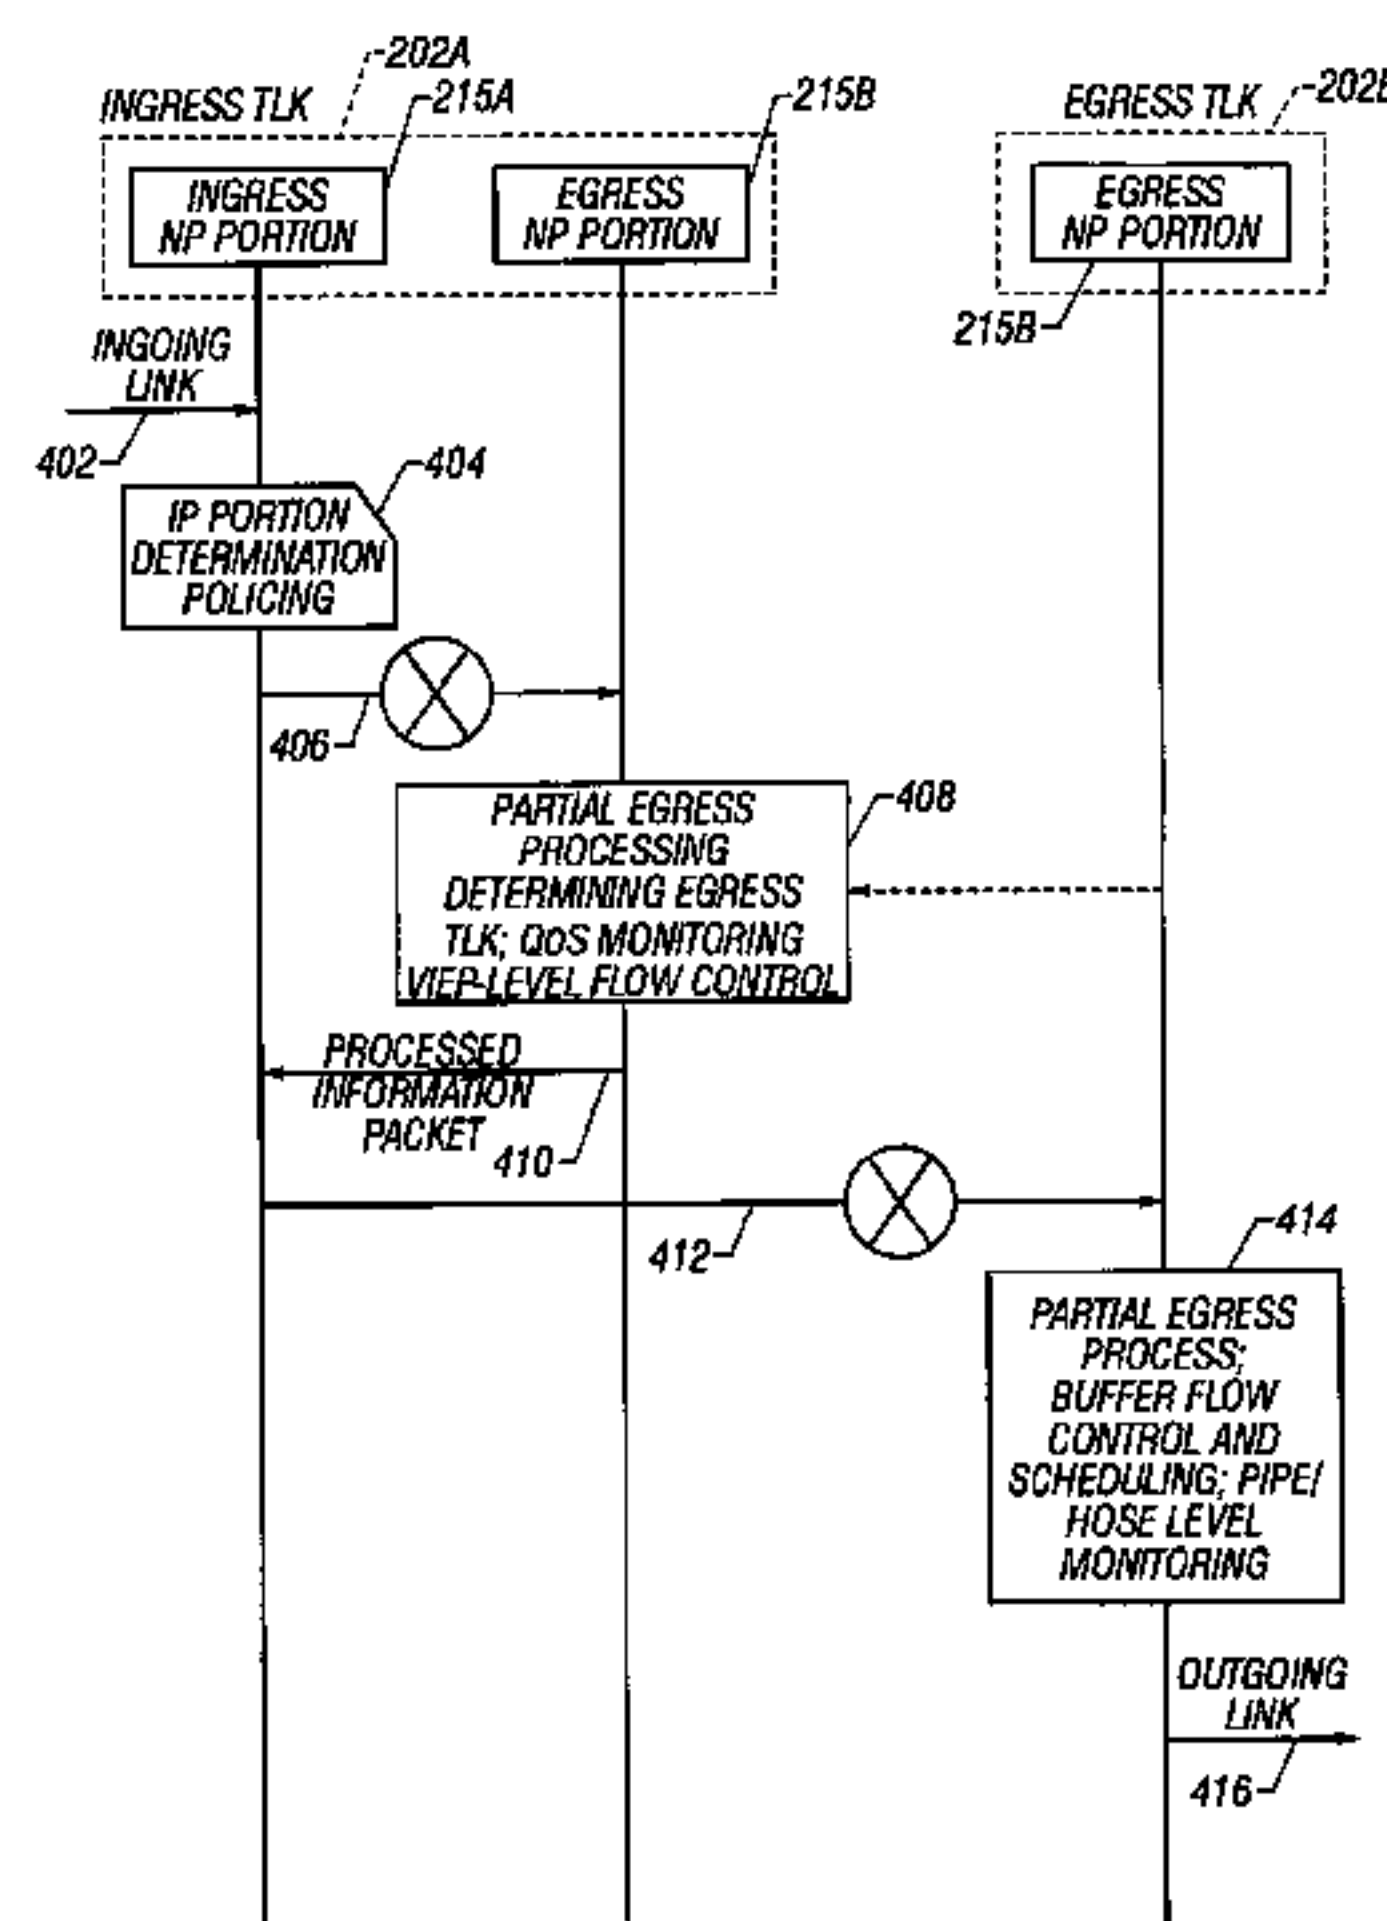 202A
INGRESS TLK
215A
215B
EGRESS TLK
202B
INGRESS
NP PORTION
EGRESS
NP PORTION
EGRESS
NP PORTION
215B
INGOING
LINK
402
404
IP PORTION
DETERMINATION
POLICING
406
PARTIAL EGRESS
PROCESSING
DETERMINING EGRESS
TLK; QoS MONITORING
VIEP-LEVEL FLOW CONTROL
408
PROCESSED
INFORMATION
PACKET
410
412
414
PARTIAL EGRESS
PROCESS;
BUFFER FLOW
CONTROL AND
SCHEDULING; PIPE/
HOSE LEVEL
MONITORING
OUTGOING
LINK
416